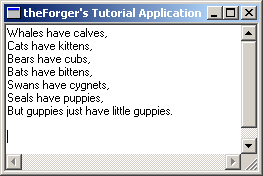 theForger's Tutorial Application
Whales have calves,
Cats have kittens,
Bears have cubs,
Bats have bittens,
Swans have cygnets,
Seals have puppies,
But guppies just have little guppies.